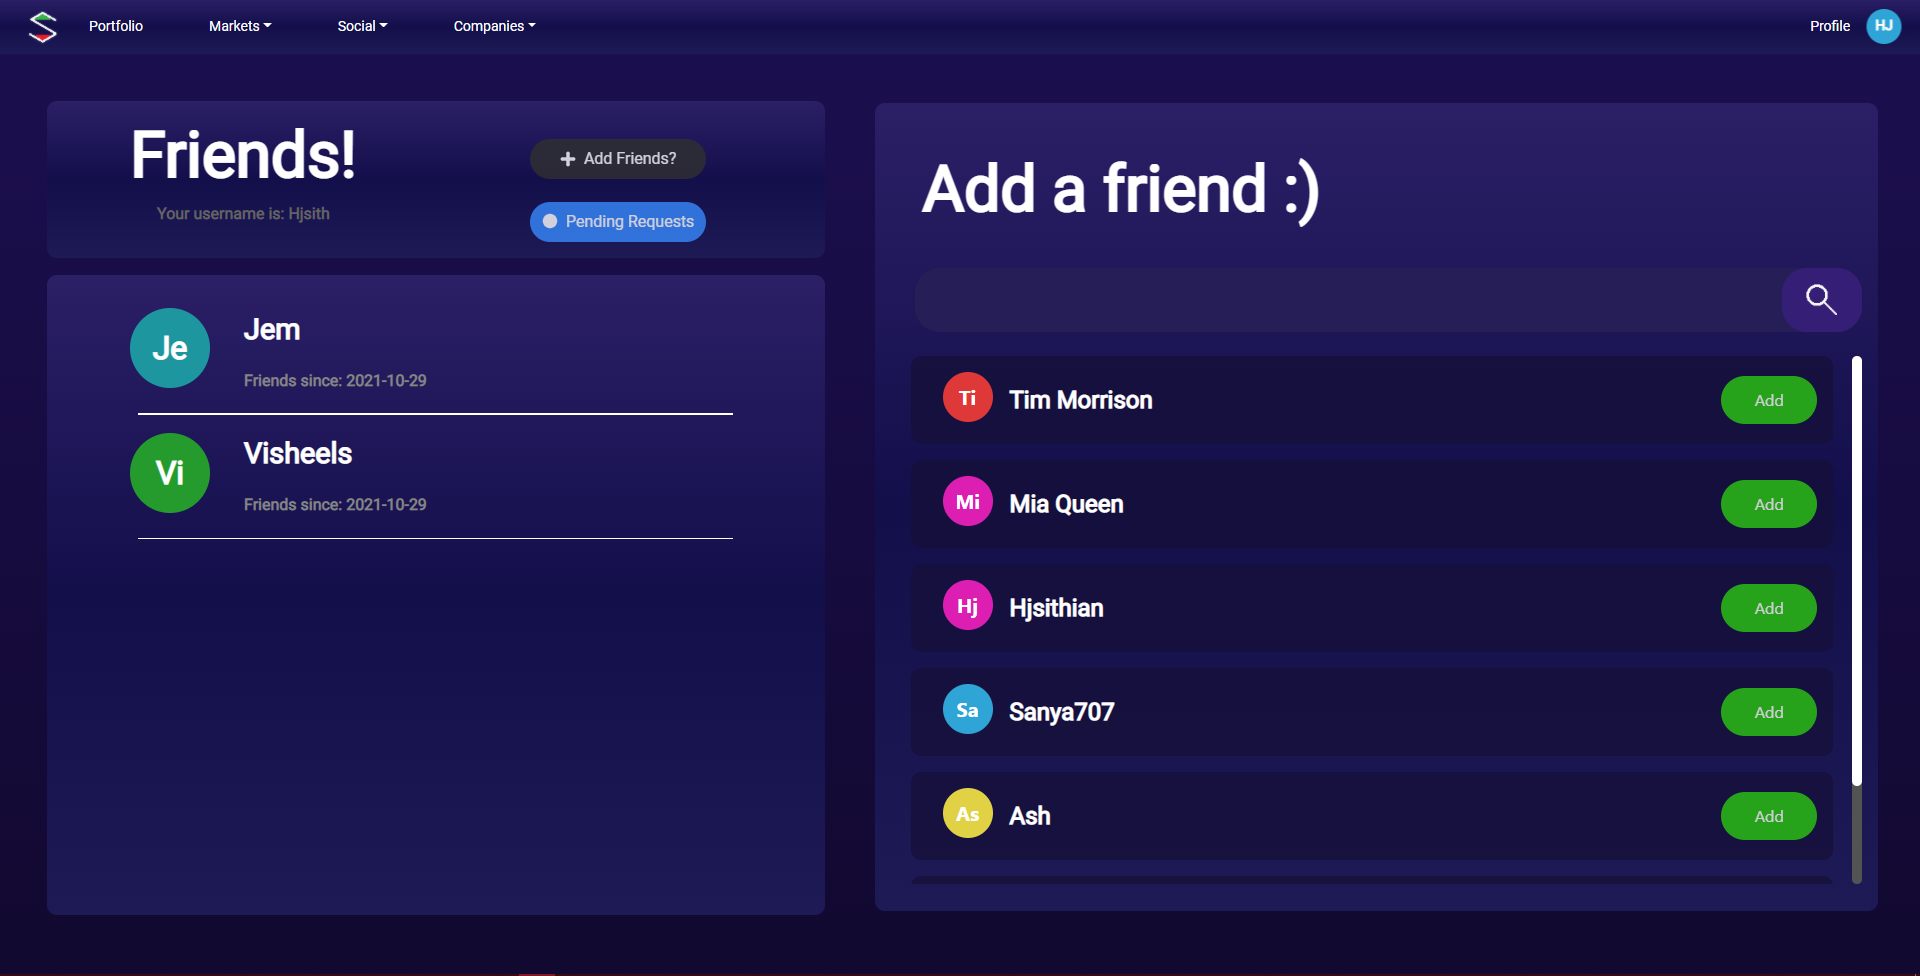 Portfolio
Markets
Social
Companies
Profile
HJ
Friends!
Your username is: Hjsith
Add Friends?
Pending Requests
Je
Jem
Friends since: 2021-10-29
Vi
Visheels
Friends since: 2021-10-29
Add a friend :)
Ti
Tim Morrison
Add
Mi
Mia Queen
Add
Hj
Hjsithian
Add
Sa
Sanya707
Add
As
Ash
Add